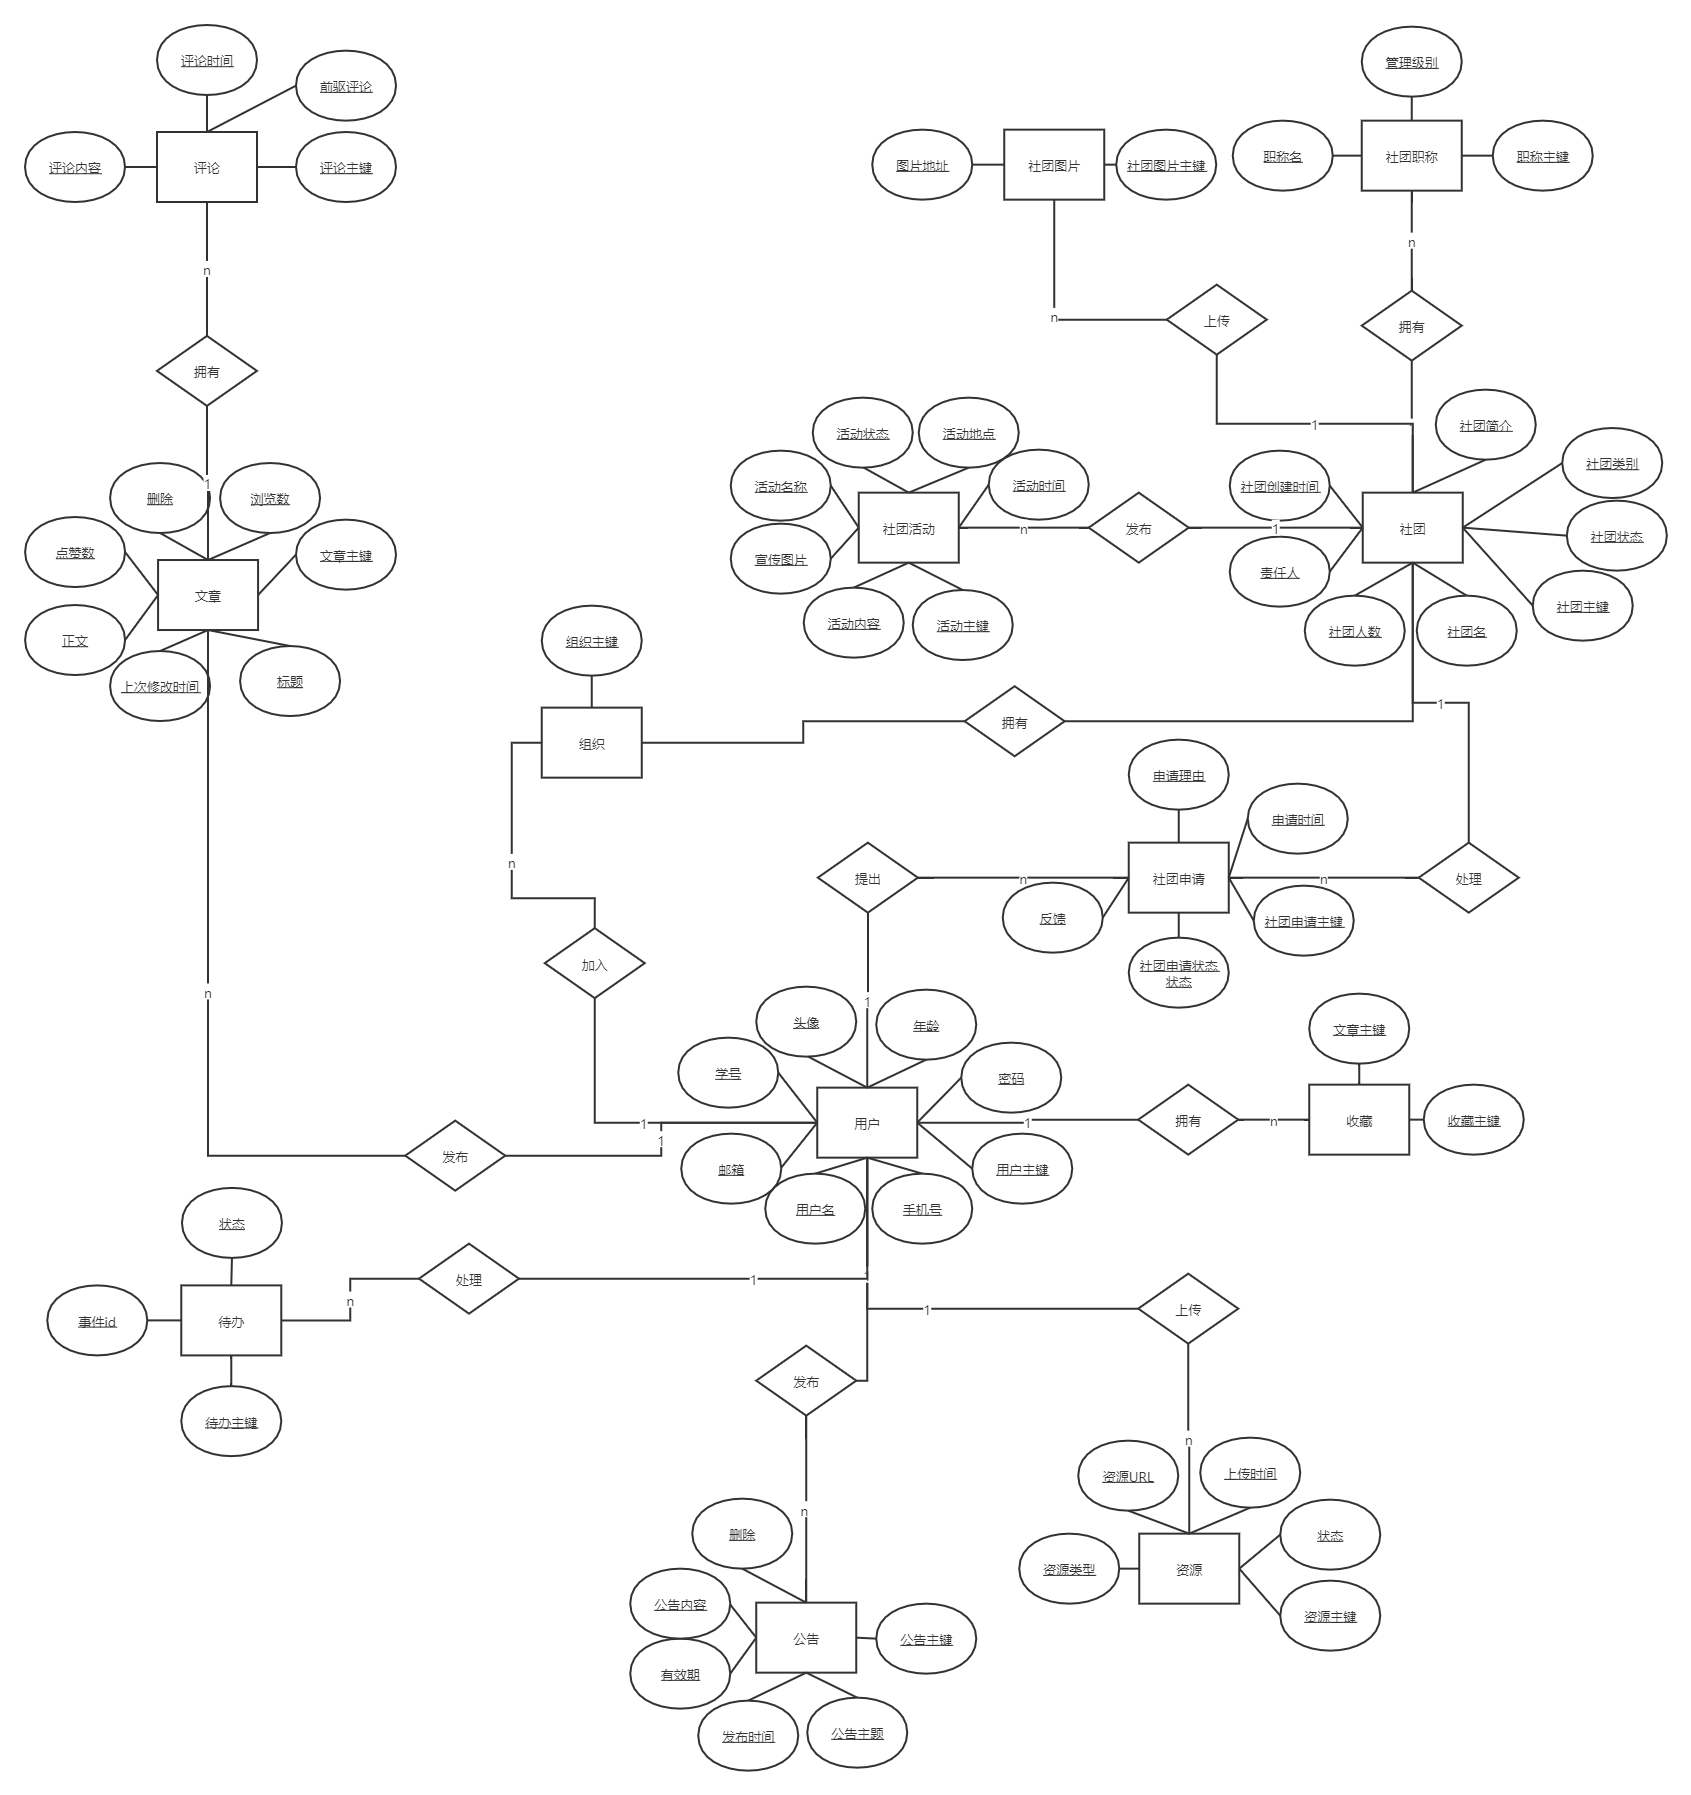 评论时间
前驱评论
评论内容
评论
评论主键
n
拥有
1
删除
浏览数
点赞数
文章主键
文章
正文
上次修改时间
标题
n
管理级别
图片地址
社团图片
社团图片主键
职称名
社团职称
职称主键
n
n
上传
拥有
1
活动状态
活动地点
社团简介
社团类别
活动名称
活动时间
社团创建时间
社团活动
n
发布
1
社团
社团状态
宣传图片
责任人
活动内容
活动主键
社团人数
社团名
社团主键
组织主键
组织
拥有
1
申请理由
申请时间
n
提出
n
社团申请
n
处理
反馈
社团申请主键
社团申请状态
状态
加入
1
头像
年龄
文章主键
学号
密码
1
用户
1
拥有
n
收藏
收藏主键
发布
1
邮箱
用户主键
用户名
手机号
状态
处理
1
n
事件id
待办
1
上传
发布
待办主键
n
资源URL
上传时间
n
删除
状态
资源类型
资源
公告内容
公告
公告主键
资源主键
有效期
发布时间
公告主题